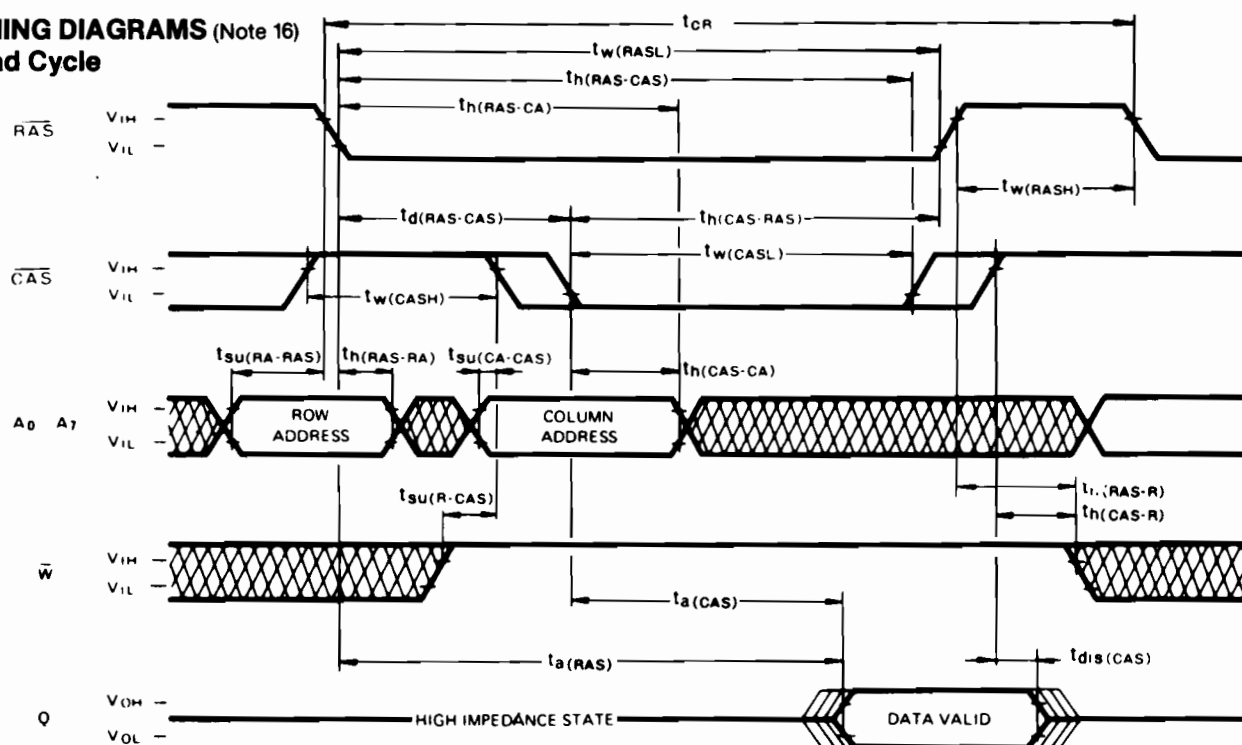 ING DIAGRAMS (Note 16)
d Cycle
tCR
tw(RASL)
th(RAS-CAS)
th(RAS-CA)
RAS
VIH
VIL
tw(RASH)
td(RAS-CAS)
th(CAS-RAS)
tw(CASL)
CAS
VIH
VIL
tw(CASH)
tsu(RA-RAS)
th(RAS-RA)
tsu(CA-CAS)
th(CAS-CA)
A0 A7
VIH
VIL
ROW
ADDRESS
COLUMN
ADDRESS
tsu(R-CAS)
(RAS-R)
th(CAS-R)
W
VIH
VIL
ta(CAS)
ta(RAS)
tdis(CAS)
Q
VOH
VOL
HIGH IMPEDANCE STATE
DATA VALID